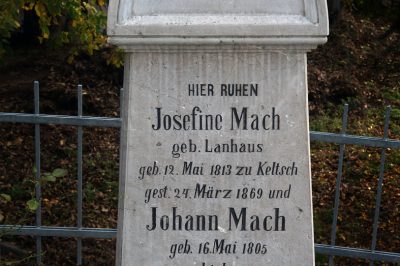 HIER RUHEN
Josefine Mach
geb. Lanhaus
geb. 12. Mai 1813 zu Keltsch
gest. 24. März 1869 und
Johann Mach
geb. 16. Mai 1805